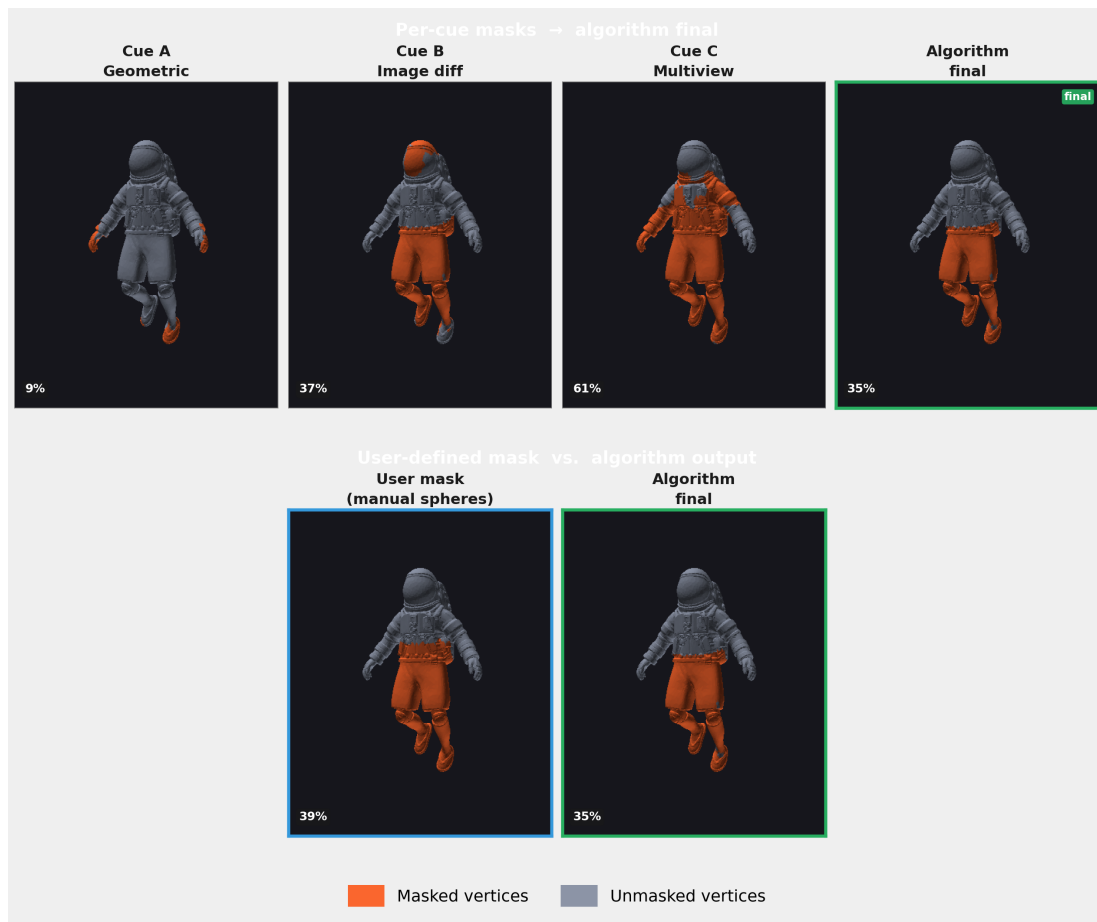 Per-cue masks → algorithm final
Cue A
Geometric
Cue B
Image diff
Cue C
Multiview
Algorithm
final
final
9%
37%
61%
35%
User-defined mask vs. algorithm output
User mask
(manual spheres)
Algorithm
final
39%
35%
Masked vertices
Unmasked vertices